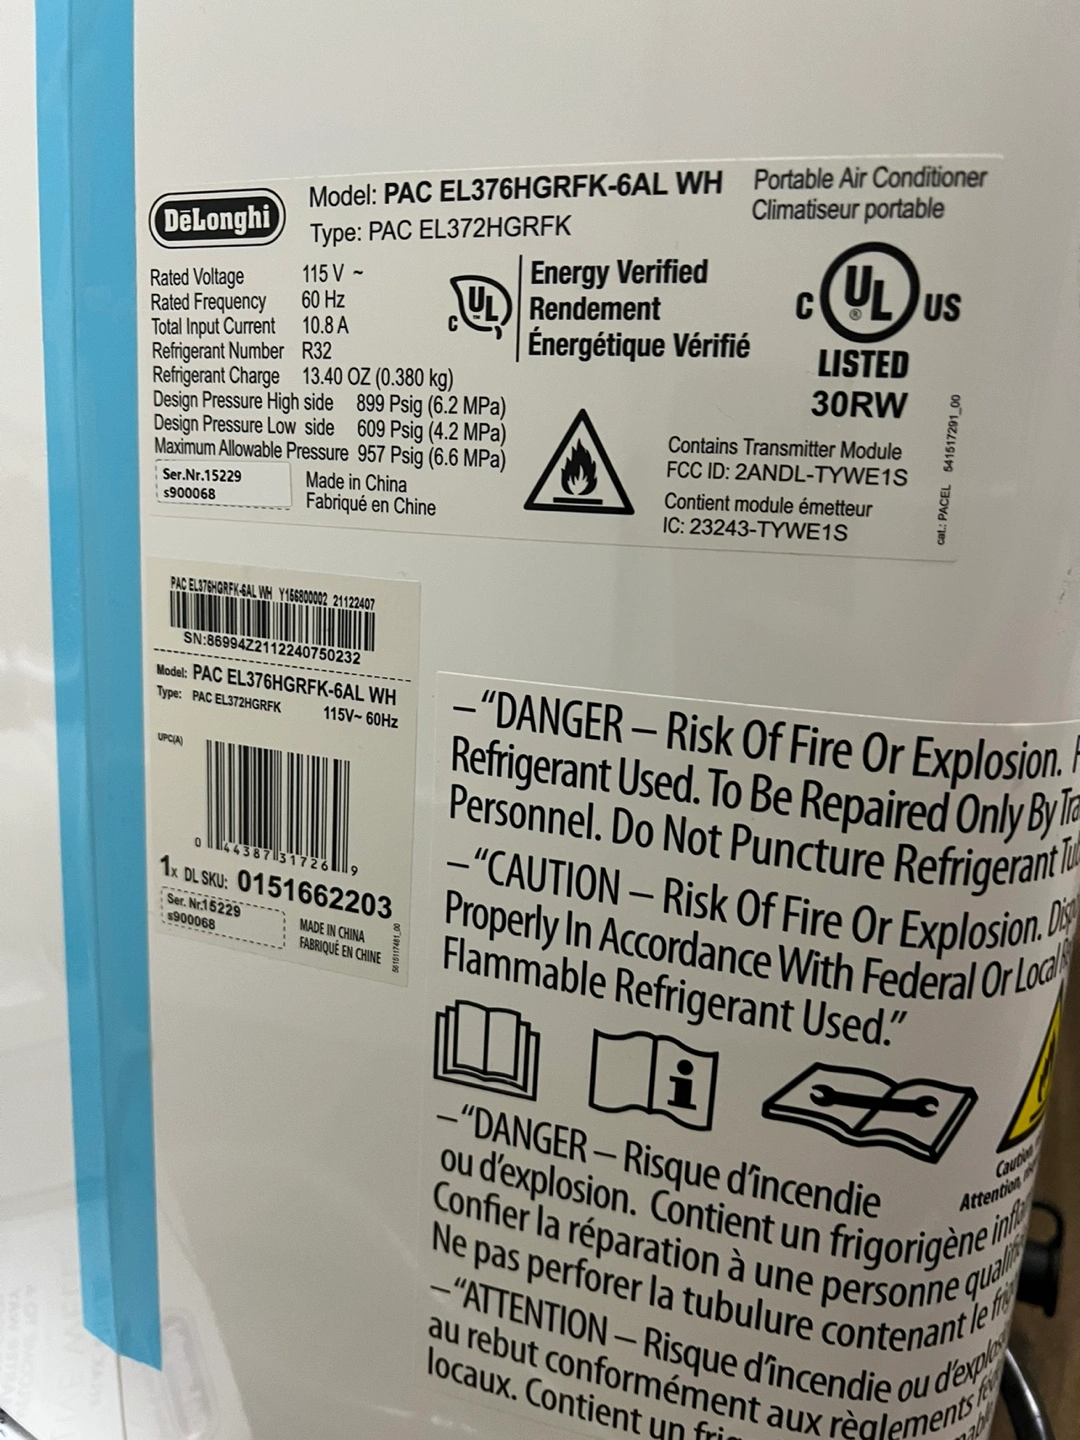 DeLonghi
Model: PAC EL376HGRFK-6AL WH
Type: PAC EL372HGRFK
Portable Air Conditioner
Climatiseur portable
Rated Voltage 115 V ~
Rated Frequency 60 Hz
Total Input Current 10.8 A
Refrigerant Number R32
Refrigerant Charge 13.40 OZ (0.380 kg)
Design Pressure High side 899 Psig (6.2 MPa)
Design Pressure Low side 609 Psig (4.2 MPa)
Maximum Allowable Pressure 957 Psig (6.6 MPa)
Ser.Nr.15229
s900068
Made in China
Fabriqué en Chine
C UL
Energy Verified
Rendement
Énergétique Vérifié
C UL® US
LISTED
30RW
Contains Transmitter Module
FCC ID: 2ANDL-TYWE1S
Contient module émetteur
IC: 23243-TYWE1S
cat.: PACEL 541517291_00
PAC EL376HGRFK-6AL WH Y156800002 21122407
SN:86994Z2112240750232
Model: PAC EL376HGRFK-6AL WH
Type: PAC EL372HGRFK
115V~ 60Hz
UPC(A)
0 44387 31726 9
1x DL SKU: 0151662203
Ser. Nr.15229
s900068
MADE IN CHINA
FABRIQUÉ EN CHINE
– “DANGER – Risk Of Fire Or Explosion.
Refrigerant Used. To Be Repaired Only By
Personnel. Do Not Puncture Refrigerant
– “CAUTION – Risk Of Fire Or Explosion.
Properly In Accordance With Federal Or Local
Flammable Refrigerant Used.”
Caution,
Attention,
– “DANGER – Risque d’incendie
ou d’explosion. Contient un frigorigène
Confier la réparation à une personne
Ne pas perforer la tubulure contenant le
– “ATTENTION – Risque d’incendie ou
au rebut conformément aux règlements
locaux. Contient un